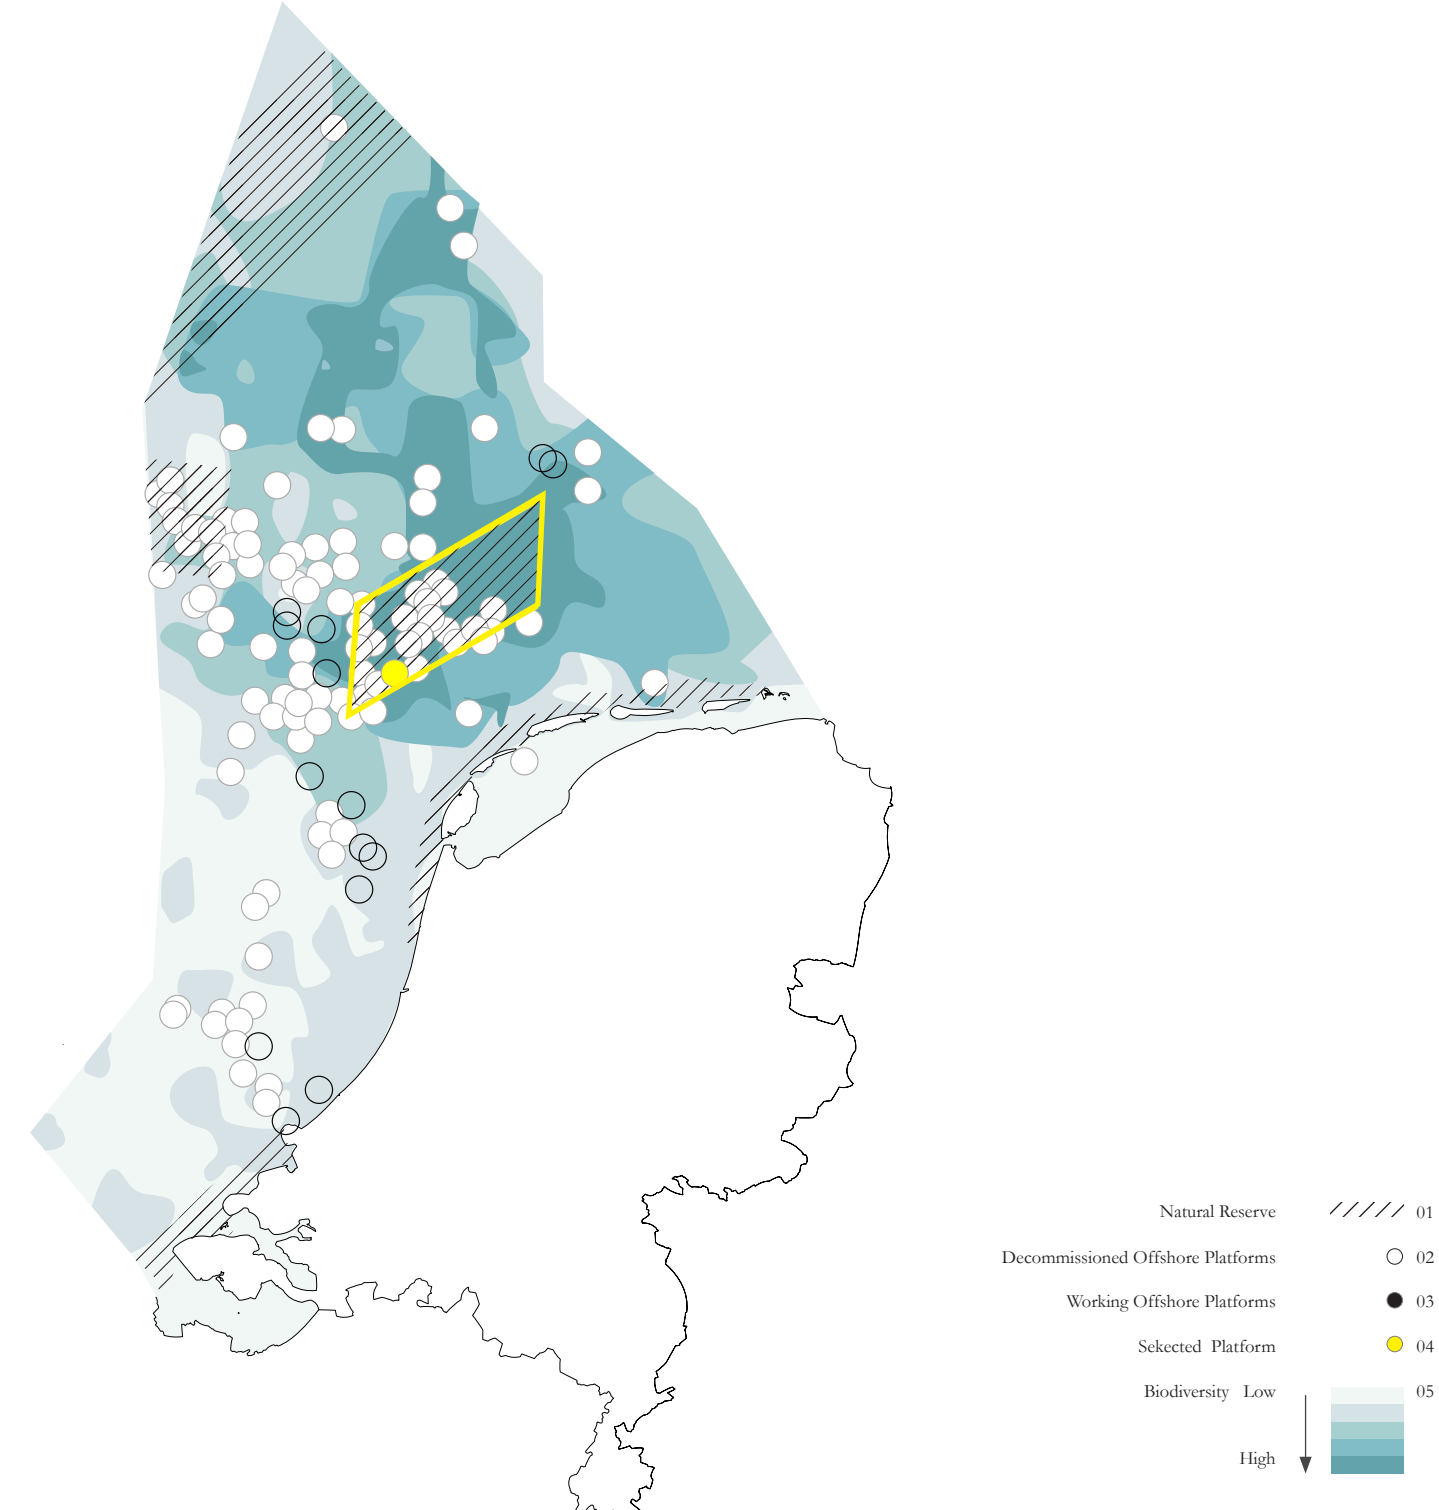 Natural Reserve 01
Decommissioned Offshore Platforms 02
Working Offshore Platforms 03
Sekected Platform 04
Biodiversity Low 05
High